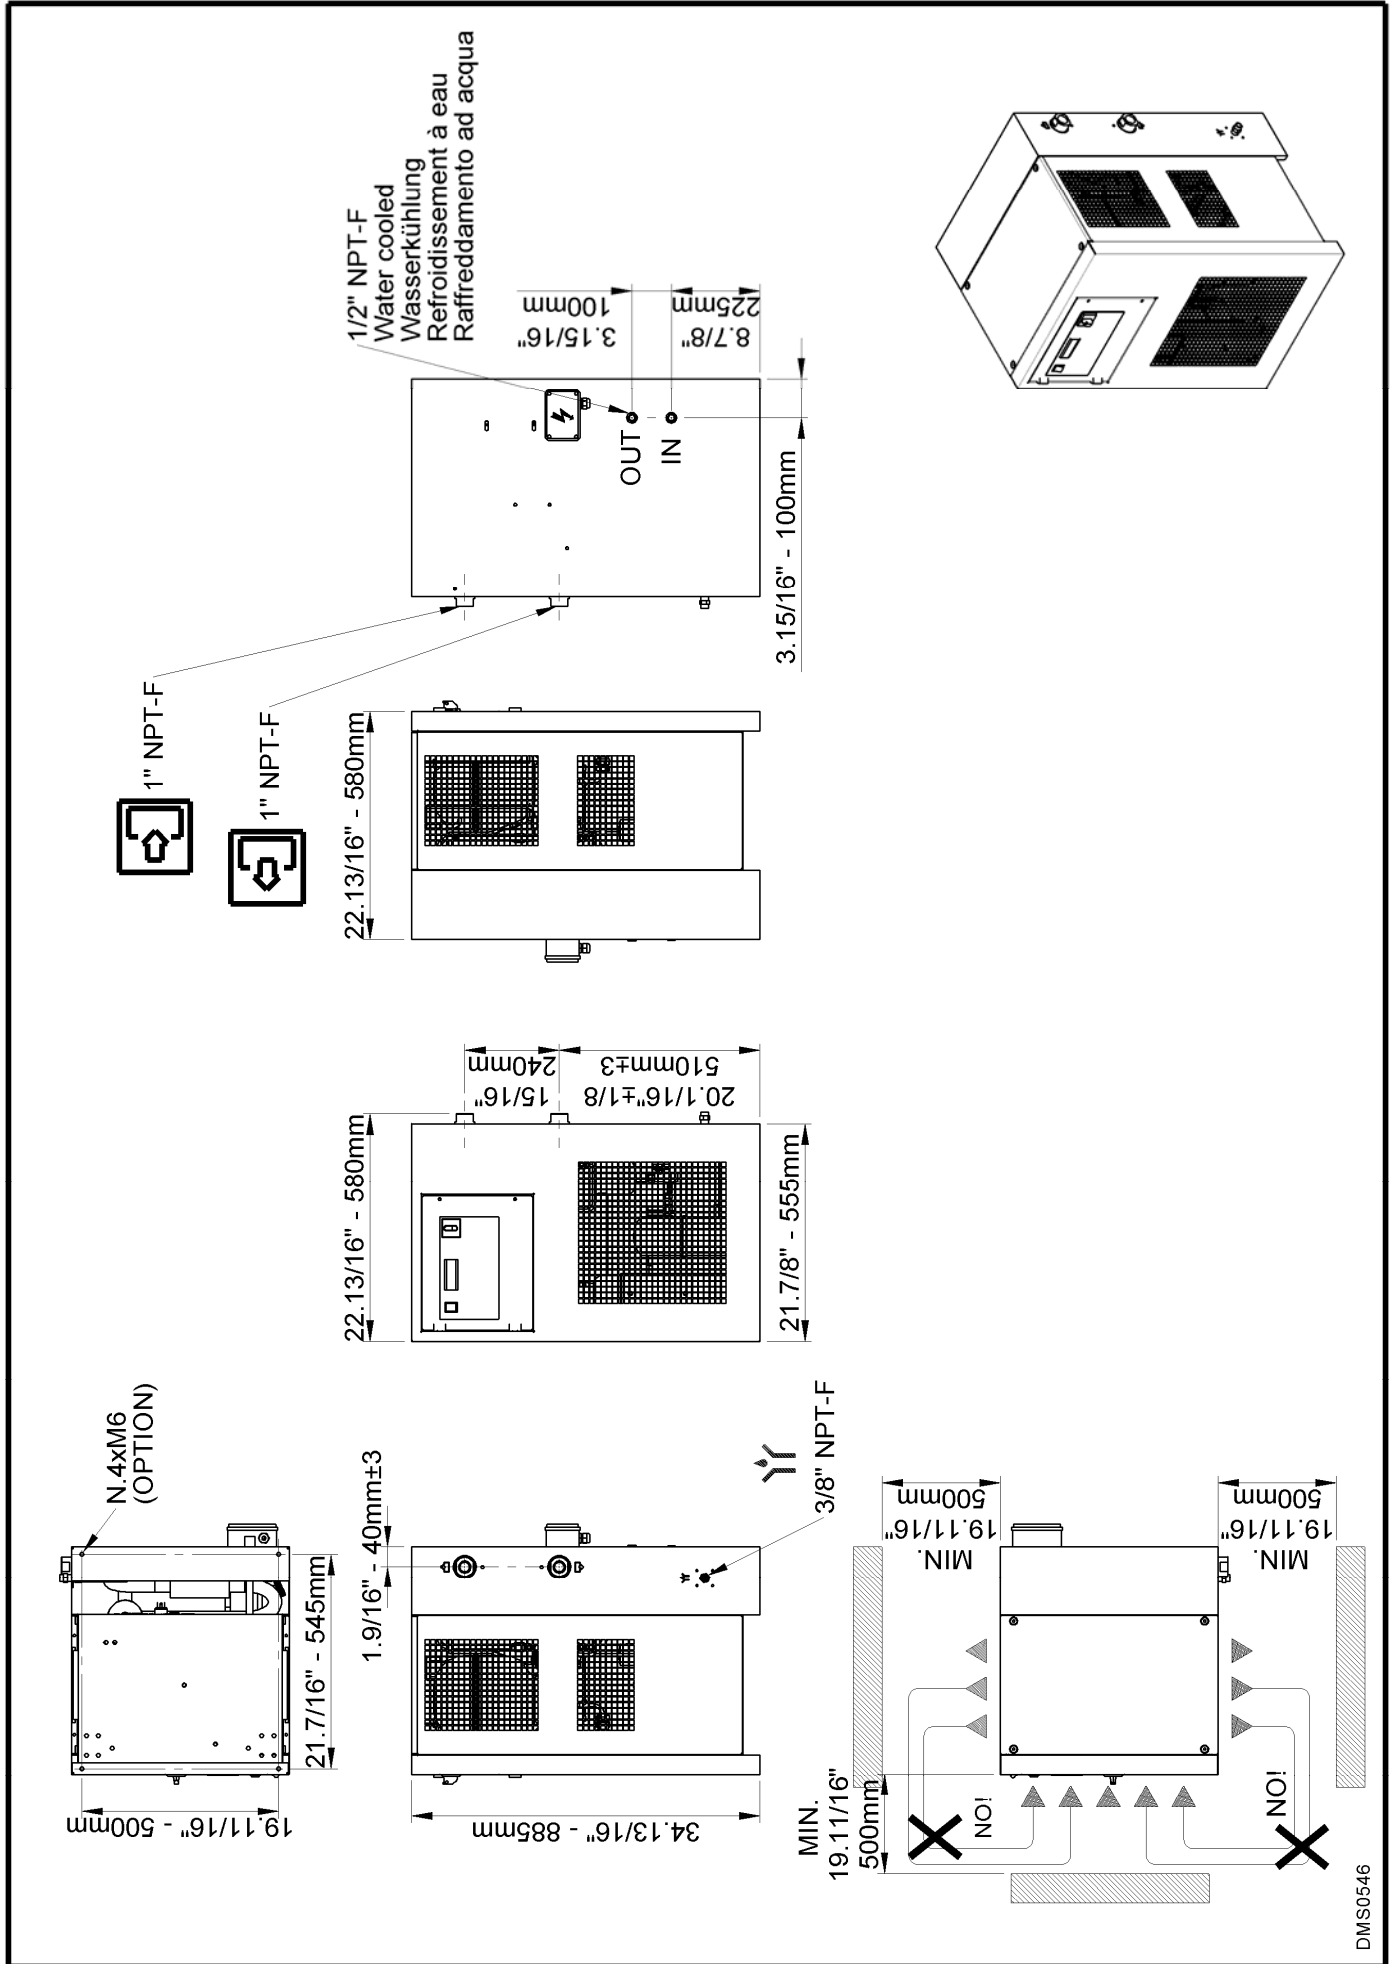 N.4xM6
(OPTION)
19.11/16" - 500mm
21.7/16" - 545mm
1.9/16" - 40mm±3
34.13/16" - 885mm
3/8" NPT-F
MIN.
19.11/16"
500mm
MIN.
19.11/16"
500mm
MIN.
19.11/16"
500mm
NO!
NO!
22.13/16" - 580mm
15/16"
240mm
20.1/16"±1/8
510mm±3
21.7/8" - 555mm
22.13/16" - 580mm
1" NPT-F
1" NPT-F
1/2" NPT-F
Water cooled
Wasserkühlung
Refroidissement à eau
Raffreddamento ad acqua
OUT
IN
3.15/16"
100mm
8.7/8"
225mm
3.15/16" - 100mm
DMS0546